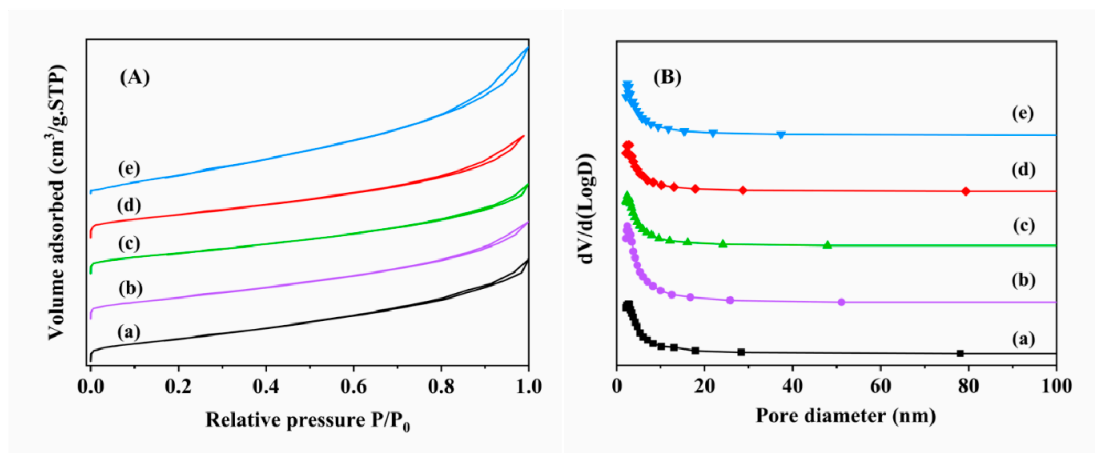 (A)
Volume adsorbed (cm³/g.STP)
(e)
(d)
(c)
(b)
(a)
0.0 0.2 0.4 0.6 0.8 1.0
Relative pressure P/P₀
(B)
dV/d(LogD)
(e)
(d)
(c)
(b)
(a)
0 20 40 60 80 100
Pore diameter (nm)